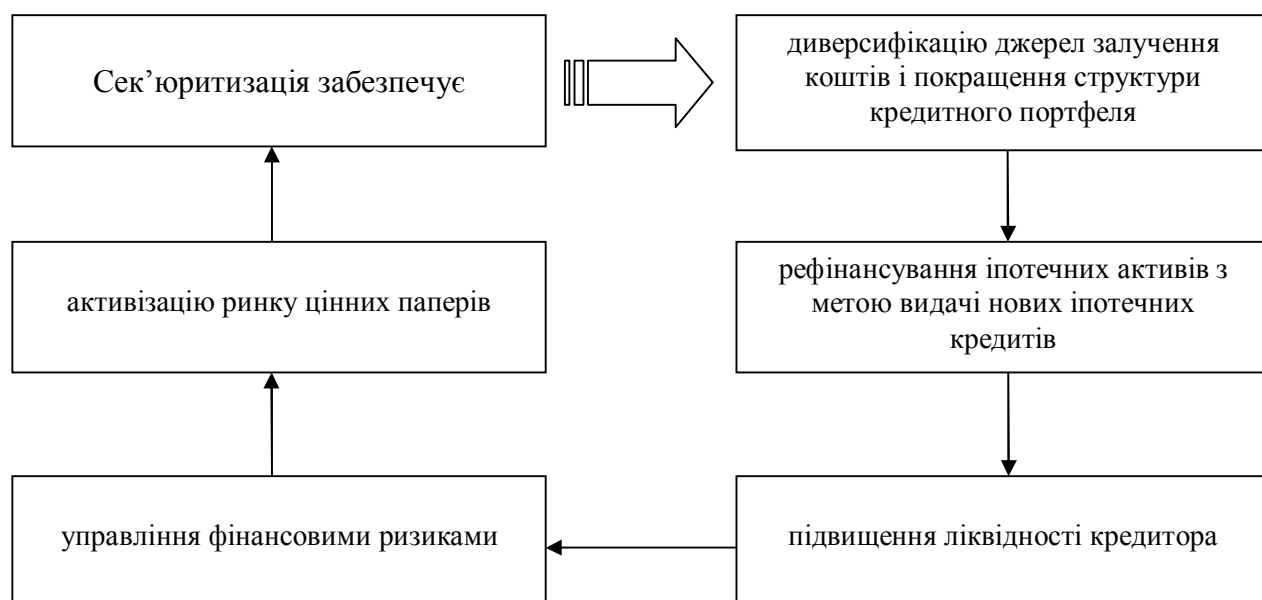 Сек’юритизація забезпечує
диверсифікацію джерел залучення
коштів і покращення структури
кредитного портфеля
активізацію ринку цінних паперів
рефінансування іпотечних активів з
метою видачі нових іпотечних
кредитів
управління фінансовими ризиками
підвищення ліквідності кредитора